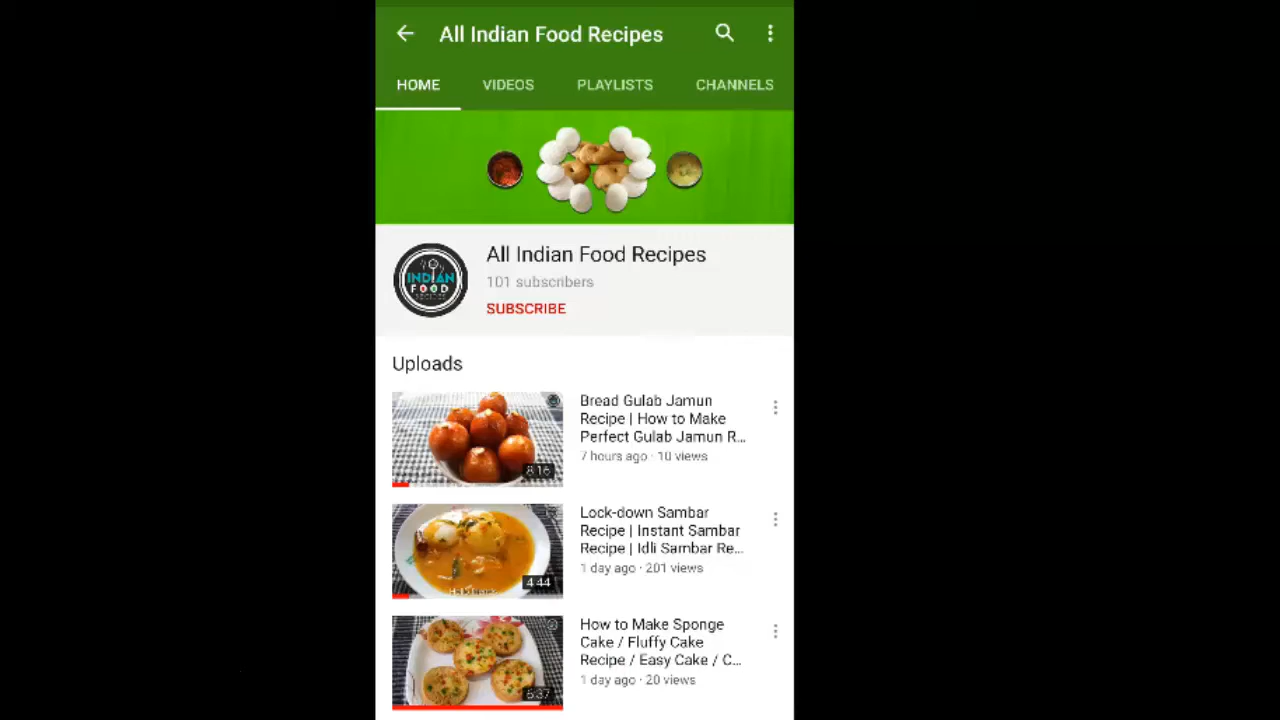 All Indian Food Recipes
HOME VIDEOS PLAYLISTS CHANNELS
All Indian Food Recipes
101 subscribers
SUBSCRIBE
INDIAN
FOOD
Uploads
Bread Gulab Jamun
Recipe | How to Make
Perfect Gulab Jamun R...
7 hours ago · 10 views
8:16
Lock-down Sambar
Recipe | Instant Sambar
Recipe | Idli Sambar Re...
1 day ago · 201 views
4:44
How to Make Sponge
Cake / Fluffy Cake
Recipe / Easy Cake / C...
1 day ago · 20 views
6:37